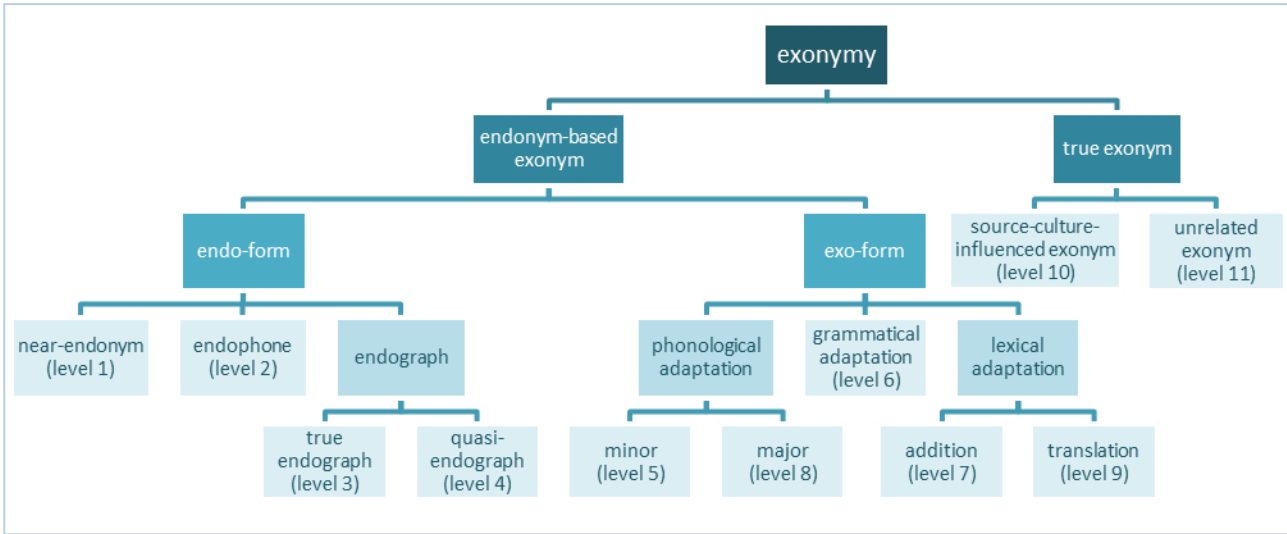 exonymy
endonym-based
exonym
true exonym
endo-form
exo-form
source-culture-
influenced exonym
(level 10)
unrelated
exonym
(level 11)
near-endonym
(level 1)
endophone
(level 2)
endograph
phonological
adaptation
grammatical
adaptation
(level 6)
lexical
adaptation
true
endograph
(level 3)
quasi-
endograph
(level 4)
minor
(level 5)
major
(level 8)
addition
(level 7)
translation
(level 9)